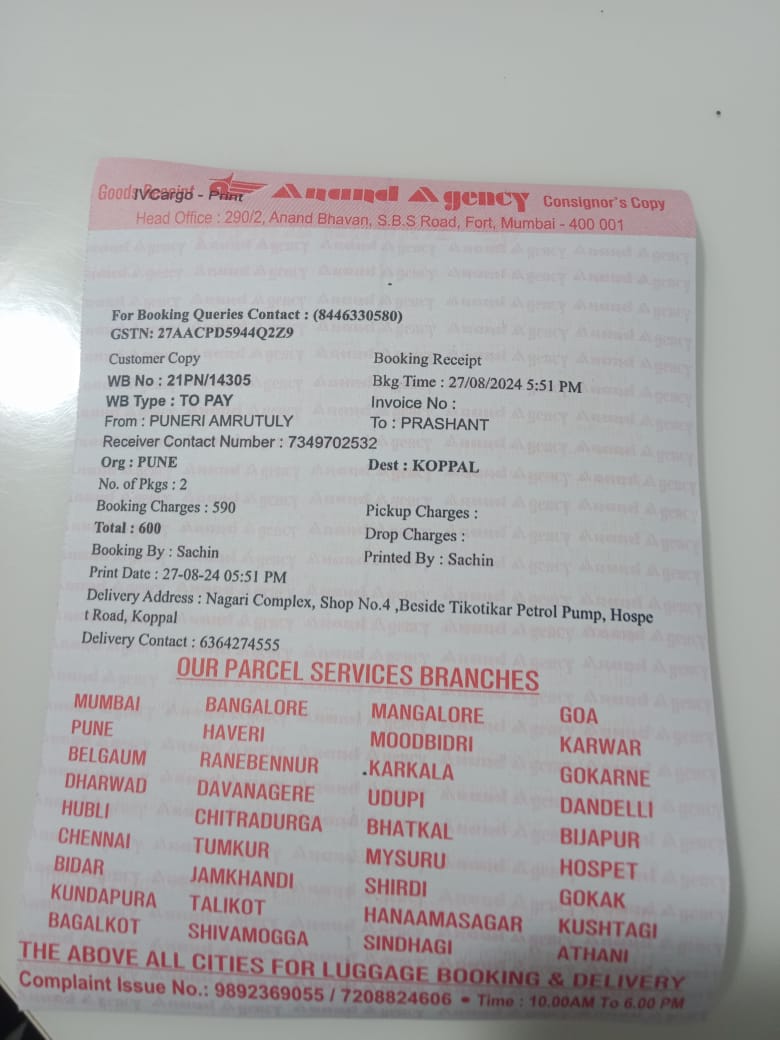 Goods Receipt IVCargo - Print Anand Agency Consignor's Copy
Head Office : 290/2, Anand Bhavan, S.B.S Road, Fort, Mumbai - 400 001
For Booking Queries Contact : (8446330580)
GSTN: 27AACPD5944Q2Z9
Customer Copy Booking Receipt
WB No : 21PN/14305 Bkg Time : 27/08/2024 5:51 PM
WB Type : TO PAY Invoice No :
From : PUNERI AMRUTULY To : PRASHANT
Receiver Contact Number : 7349702532
Org : PUNE Dest : KOPPAL
No. of Pkgs : 2
Booking Charges : 590 Pickup Charges :
Total : 600 Drop Charges :
Booking By : Sachin Printed By : Sachin
Print Date : 27-08-24 05:51 PM
Delivery Address : Nagari Complex, Shop No.4 ,Beside Tikotikar Petrol Pump, Hospe
t Road, Koppal
Delivery Contact : 6364274555
OUR PARCEL SERVICES BRANCHES
MUMBAI BANGALORE MANGALORE GOA
PUNE HAVERI MOODBIDRI KARWAR
BELGAUM RANEBENNUR KARKALA GOKARNE
DHARWAD DAVANAGERE UDUPI DANDELLI
HUBLI CHITRADURGA BHATKAL BIJAPUR
CHENNAI TUMKUR MYSURU HOSPET
BIDAR JAMKHANDI SHIRDI GOKAK
KUNDAPURA TALIKOT HANAAMASAGAR KUSHTAGI
BAGALKOT SHIVAMOGGA SINDHAGI ATHANI
THE ABOVE ALL CITIES FOR LUGGAGE BOOKING & DELIVERY
Complaint Issue No.: 9892369055 / 7208824606 • Time : 10.00AM To 6.00 PM